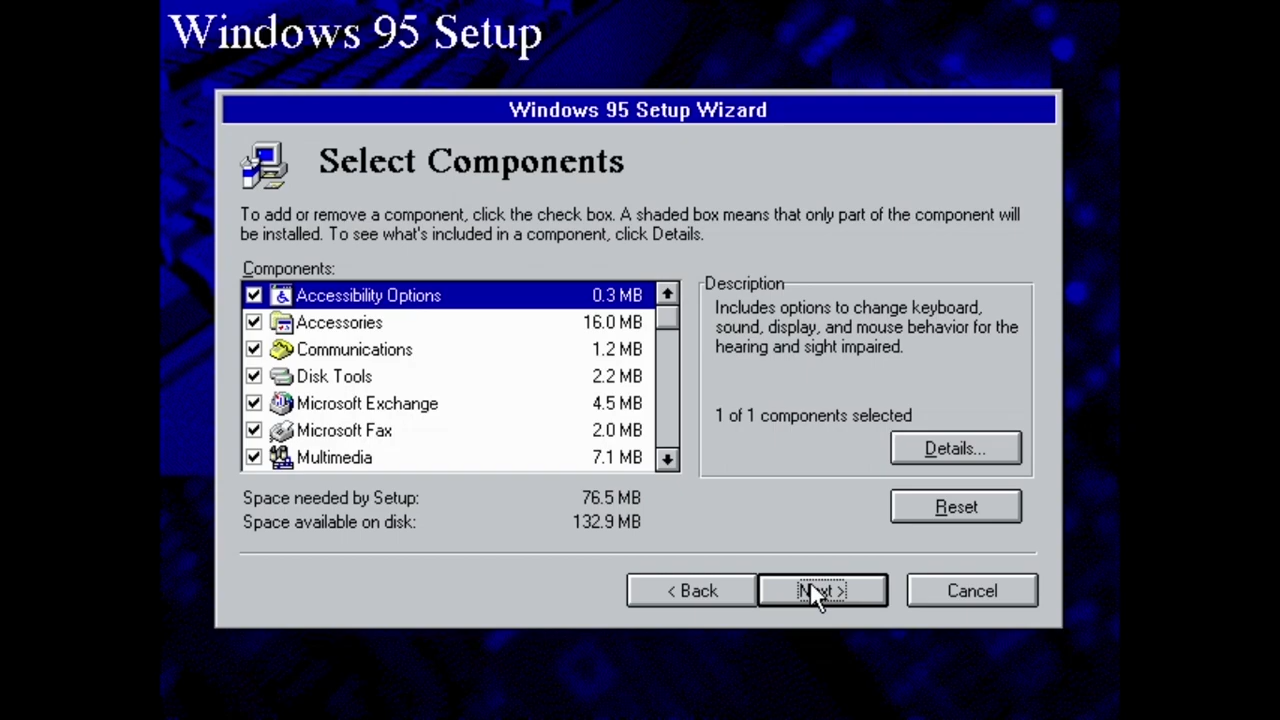 Windows 95 Setup
Windows 95 Setup Wizard
Select Components
To add or remove a component, click the check box. A shaded box means that only part of the component will
be installed. To see what's included in a component, click Details.
Components:
Accessibility Options 0.3 MB
Accessories 16.0 MB
Communications 1.2 MB
Disk Tools 2.2 MB
Microsoft Exchange 4.5 MB
Microsoft Fax 2.0 MB
Multimedia 7.1 MB
Description
Includes options to change keyboard,
sound, display, and mouse behavior for the
hearing and sight impaired.
1 of 1 components selected
Details...
Space needed by Setup: 76.5 MB
Space available on disk: 132.9 MB
Reset
< Back
Next >
Cancel